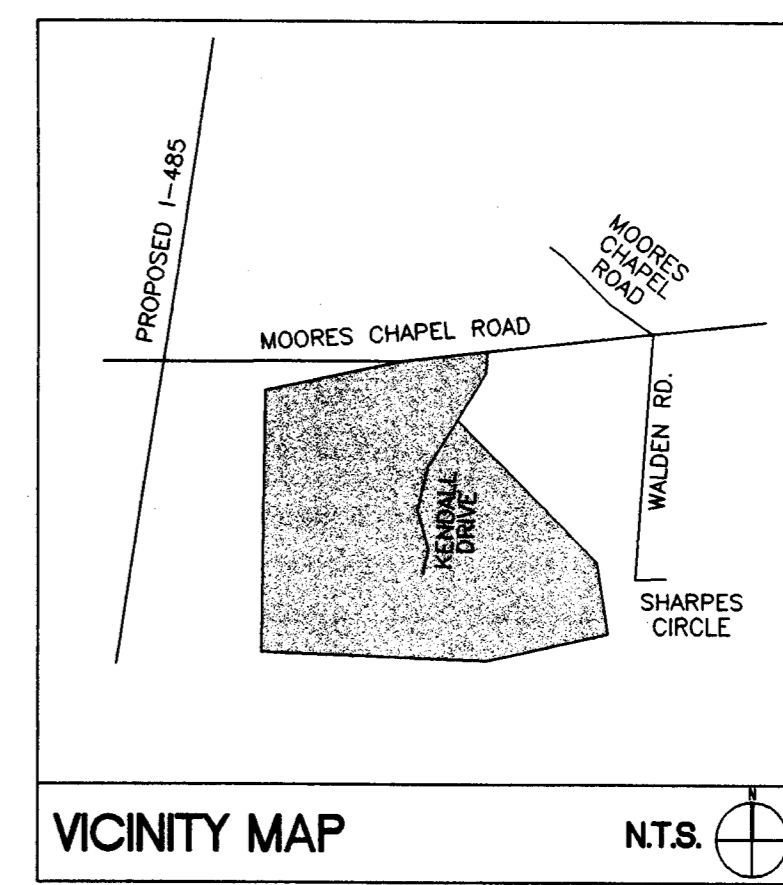 PROPOSED I-485
MOORES
CHAPEL
ROAD
MOORES CHAPEL ROAD
WALDEN RD.
KENDALL
DRIVE
SHARPES
CIRCLE
VICINITY MAP
N.T.S.
N